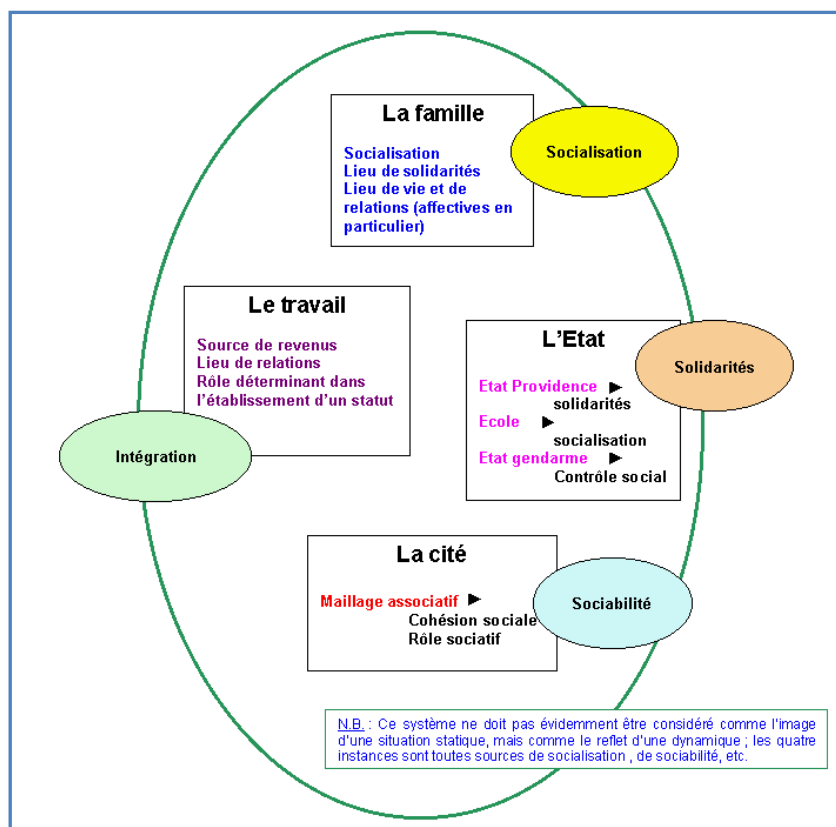 La famille
Socialisation
Lieu de solidarités
Lieu de vie et de
relations (affectives en
particulier)
Socialisation
Le travail
Source de revenus
Lieu de relations
Rôle déterminant dans
l'établissement d'un statut
Intégration
L'Etat
Etat Providence ►
solidarités
Ecole ►
socialisation
Etat gendarme ►
Contrôle social
Solidarités
La cité
Maillage associatif ►
Cohésion sociale
Rôle sociatif
Sociabilité
N.B. : Ce système ne doit pas évidemment être considéré comme l'image
d'une situation statique, mais comme le reflet d'une dynamique ; les quatre
instances sont toutes sources de socialisation , de sociabilité, etc.